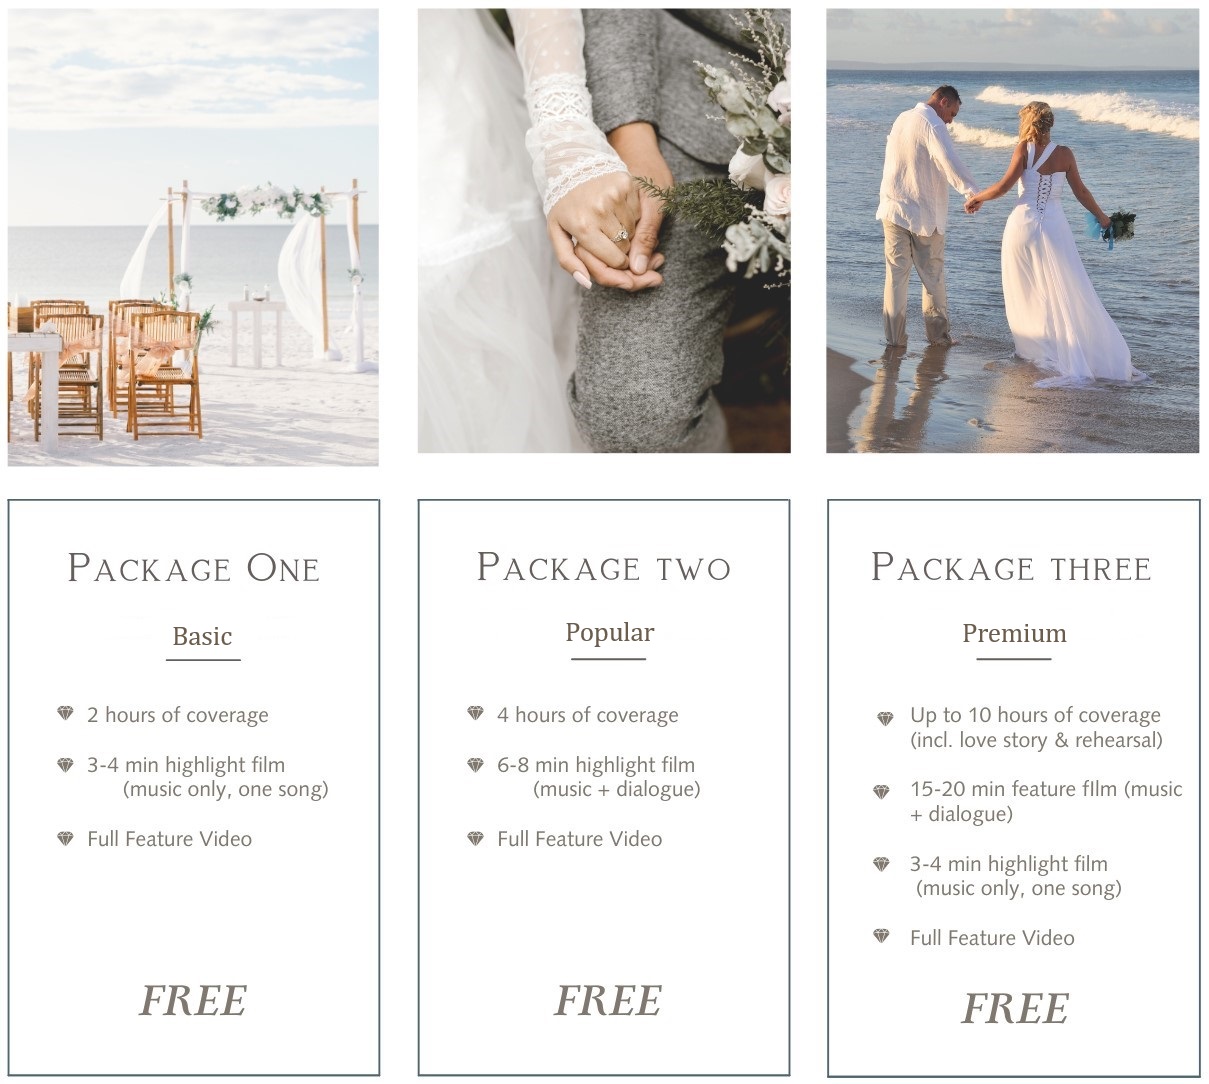 Package One
Basic
2 hours of coverage
3-4 min highlight film
(music only, one song)
Full Feature Video
FREE
Package two
Popular
4 hours of coverage
6-8 min highlight film
(music + dialogue)
Full Feature Video
FREE
Package three
Premium
Up to 10 hours of coverage
(incl. love story & rehearsal)
15-20 min feature fIlm (music
+ dialogue)
3-4 min highlight film
(music only, one song)
Full Feature Video
FREE